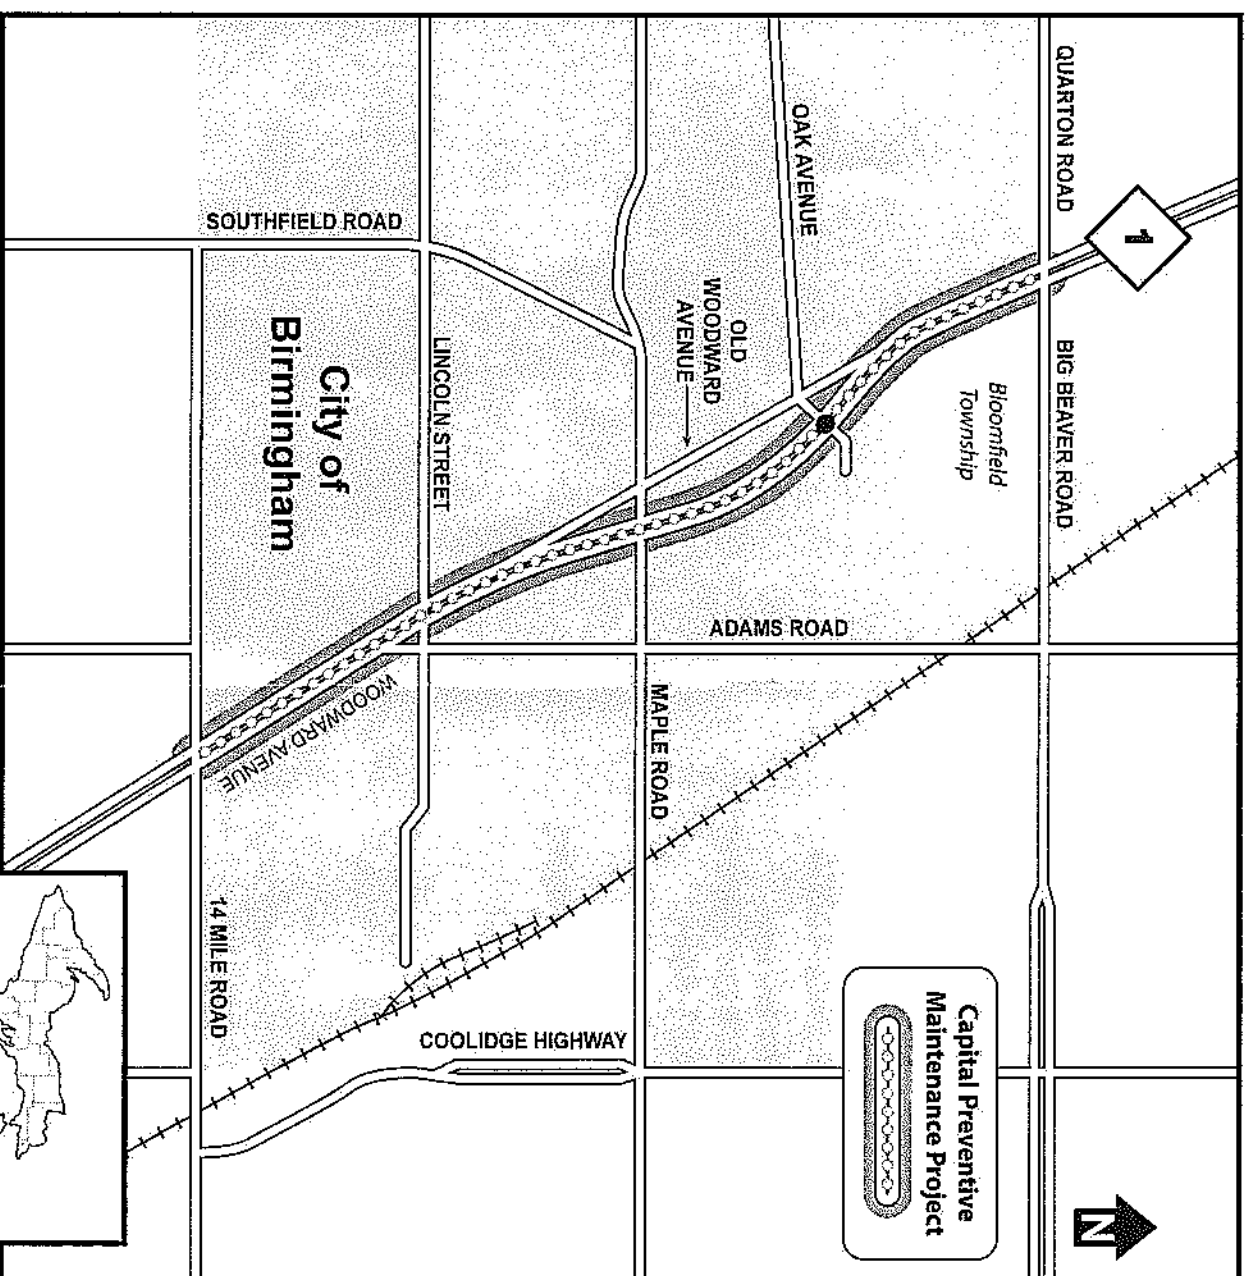 QUARTON ROAD
1
OAK AVENUE
SOUTHFIELD ROAD
OLD
WOODWARD
AVENUE
BIG BEAVER ROAD
Bloomfield
Township
LINCOLN STREET
City of
Birmingham
ADAMS ROAD
WOODWARD AVENUE
MAPLE ROAD
14 MILE ROAD
COOLIDGE HIGHWAY
Capital Preventive
Maintenance Project
N